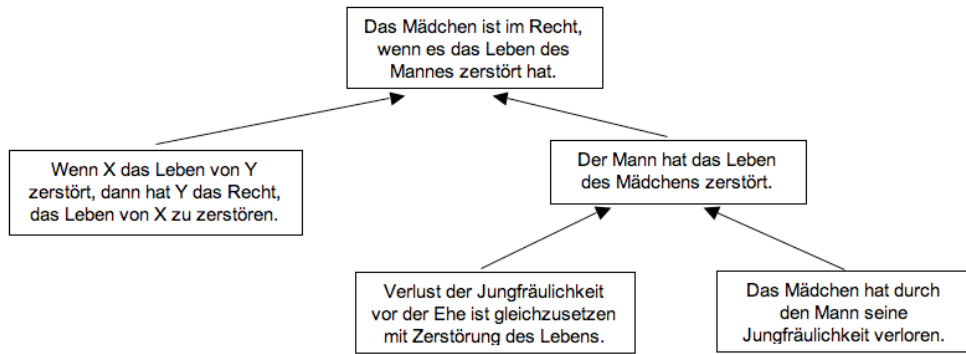 Das Mädchen ist im Recht,
wenn es das Leben des
Mannes zerstört hat.
Wenn X das Leben von Y
zerstört, dann hat Y das Recht,
das Leben von X zu zerstören.
Der Mann hat das Leben
des Mädchens zerstört.
Verlust der Jungfräulichkeit
vor der Ehe ist gleichzusetzen
mit Zerstörung des Lebens.
Das Mädchen hat durch
den Mann seine
Jungfräulichkeit verloren.